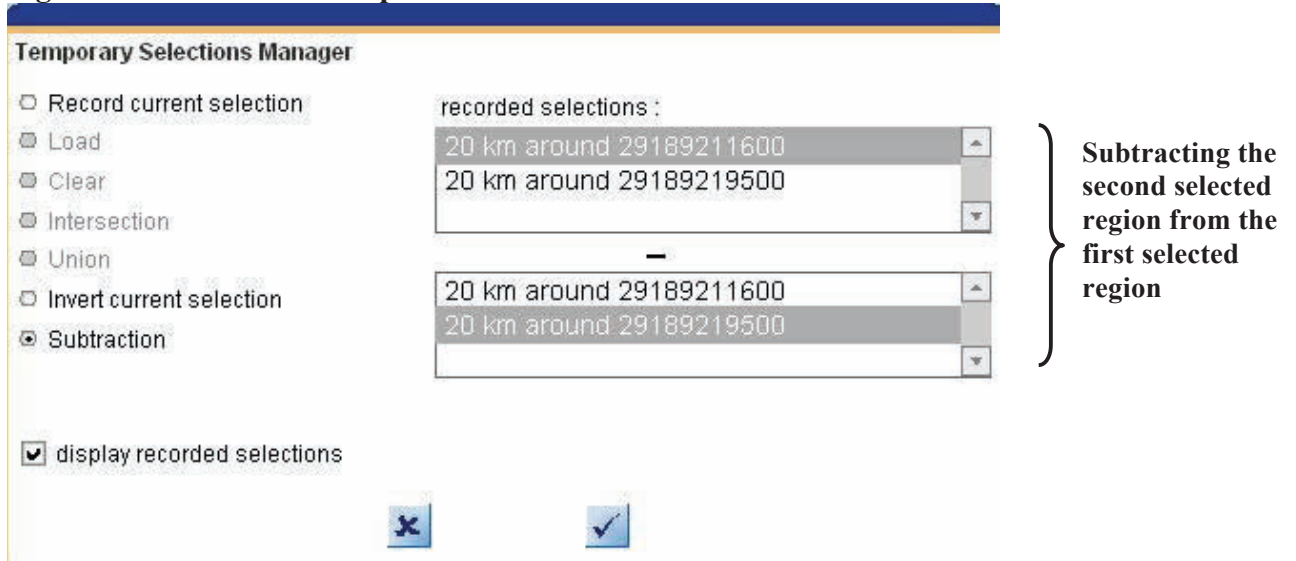 Temporary Selections Manager
Record current selection
Load
Clear
Intersection
Union
Invert current selection
Subtraction
recorded selections :
20 km around 29189211600
20 km around 29189219500
–
20 km around 29189211600
20 km around 29189219500
display recorded selections
Subtracting the
second selected
region from the
first selected
region